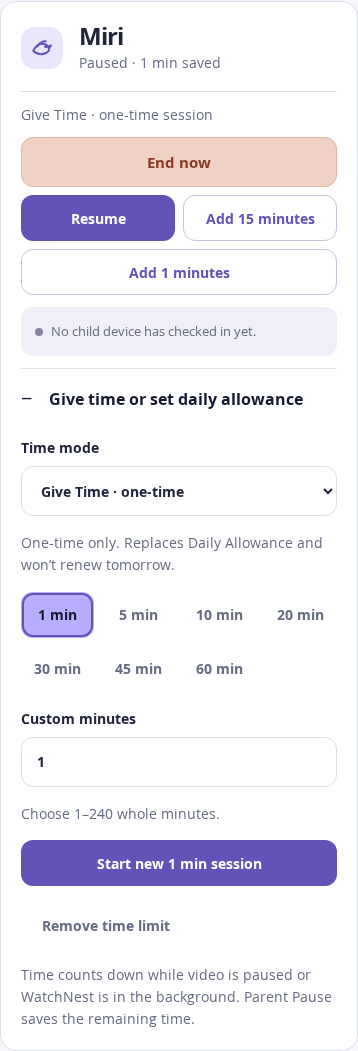 Miri
Paused · 1 min saved
Give Time · one-time session
End now
Resume
Add 15 minutes
Add 1 minutes
No child device has checked in yet.
– Give time or set daily allowance
Time mode
Give Time · one-time
One-time only. Replaces Daily Allowance and
won’t renew tomorrow.
1 min
5 min
10 min
20 min
30 min
45 min
60 min
Custom minutes
1
Choose 1–240 whole minutes.
Start new 1 min session
Remove time limit
Time counts down while video is paused or
WatchNest is in the background. Parent Pause
saves the remaining time.